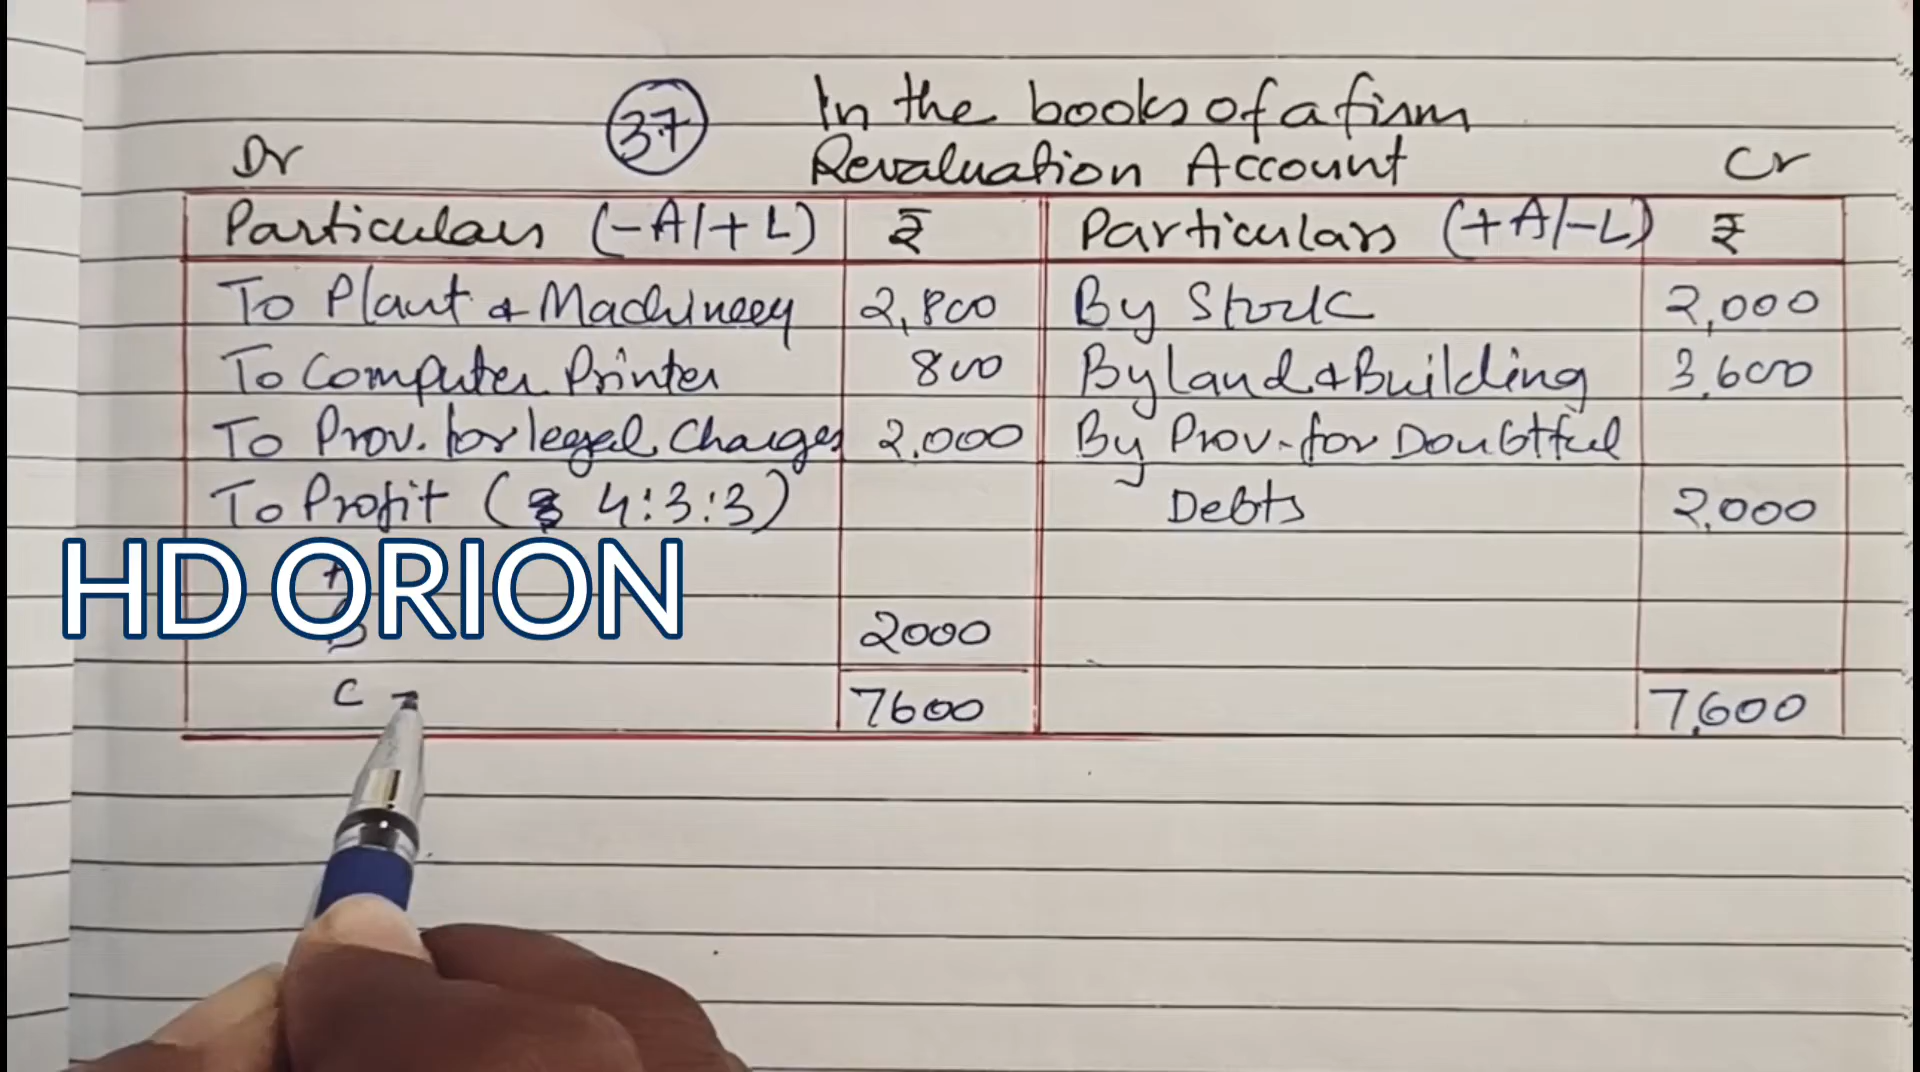 37 In the books of a firm
Dr Revaluation Account Cr
Particulars (-A/+L) ₹ Particulars (+A/-L) ₹
To Plant & Machinery 2,800 By Stock 2,000
To Computer Printer 800 By Land & Building 3,600
To Prov. for legal Charges 2,000 By Prov. for Doubtful
To Profit ( 4:3:3) Debts 2,000
HD ORION
B 2000
C 7600 7,600